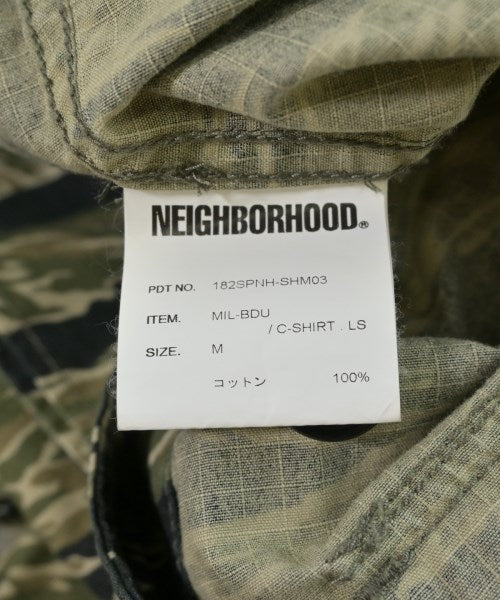 NEIGHBORHOOD®
PDT NO. 182SPNH-SHM03
ITEM. MIL-BDU
/ C-SHIRT . LS
SIZE. M
コットン 100%